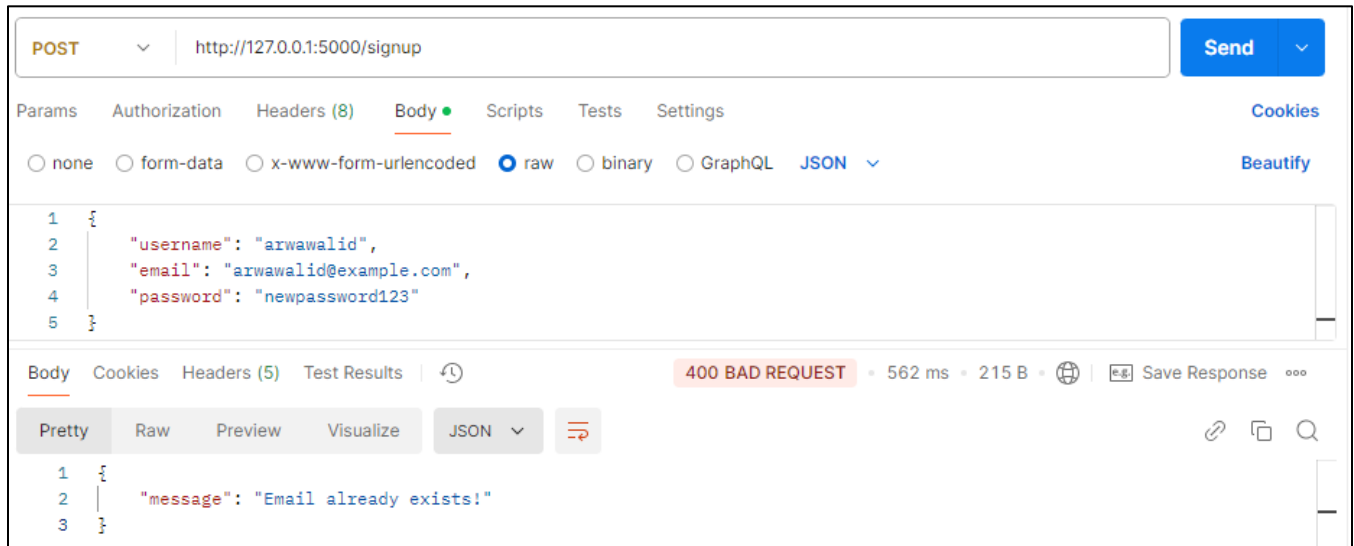 POST http://127.0.0.1:5000/signup Send
Params Authorization Headers (8) Body Scripts Tests Settings Cookies
none form-data x-www-form-urlencoded raw binary GraphQL JSON Beautify
1 {
2 "username": "arwawalid",
3 "email": "arwawalid@example.com",
4 "password": "newpassword123"
5 }
Body Cookies Headers (5) Test Results 400 BAD REQUEST 562 ms 215 B e.g. Save Response
Pretty Raw Preview Visualize JSON
1 {
2 "message": "Email already exists!"
3 }